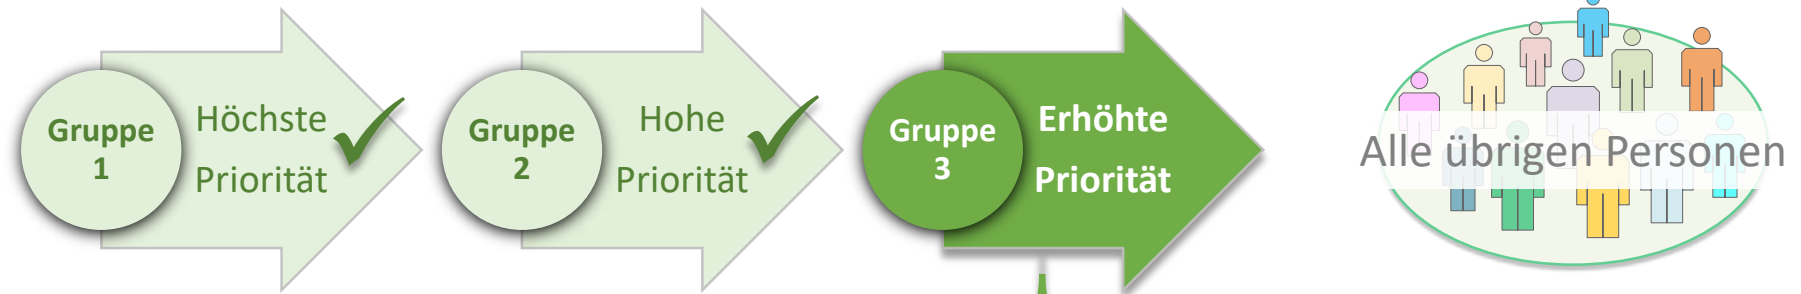 Gruppe
1
Höchste
Priorität
Gruppe
2
Hohe
Priorität
Gruppe
3
Erhöhte
Priorität
Alle übrigen Personen